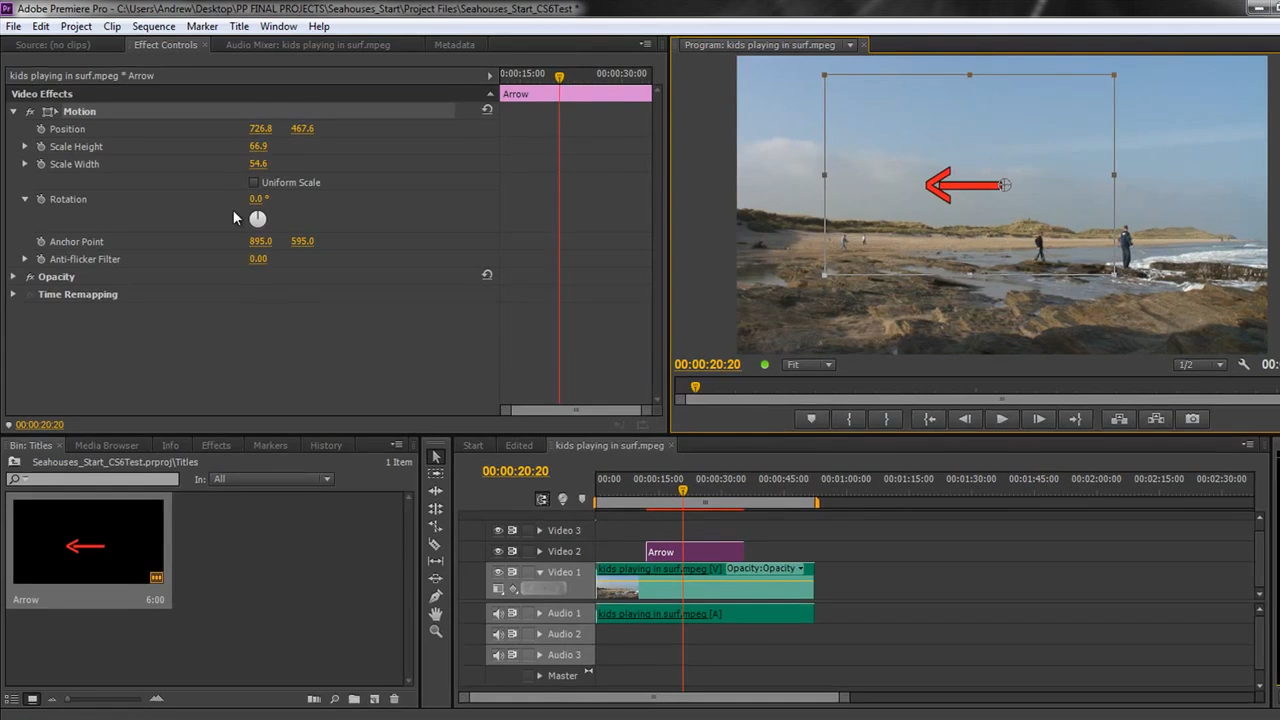 Adobe Premiere Pro - C:\Users\Andrew\Desktop\PP FINAL PROJECTS\Seahouses_Start\Project Files\Seahouses_Start_CS6Test *
File Edit Project Clip Sequence Marker Title Window Help
Source: (no clips) Effect Controls Audio Mixer: kids playing in surf.mpeg Metadata
Program: kids playing in surf.mpeg
kids playing in surf.mpeg * Arrow
0:00:15:00 00:00:30:00
Video Effects
Arrow
fx Motion
Position 726.8 467.6
Scale Height 66.9
Scale Width 54.6
Uniform Scale
Rotation 0.0 °
Anchor Point 895.0 595.0
Anti-flicker Filter 0.00
fx Opacity
Time Remapping
00:00:20:20
00:00:20:20 Fit 1/2 00:
Bin: Titles Media Browser Info Effects Markers History
Seahouses_Start_CS6Test.prproj\Titles 1 Item
In: All
Arrow 6:00
Start Edited kids playing in surf.mpeg
00:00:20:20
00:00 00:00:15:00 00:00:30:00 00:00:45:00 00:01:00:00 00:01:15:00 00:01:30:00 00:01:45:00 00:02:00:00 00:02:15:00 00:02:30:00
Video 3
Video 2 Arrow
Video 1 kids playing in surf.mpeg [V] Opacity:Opacity
Audio 1 kids playing in surf.mpeg [A]
Audio 2
Audio 3
Master